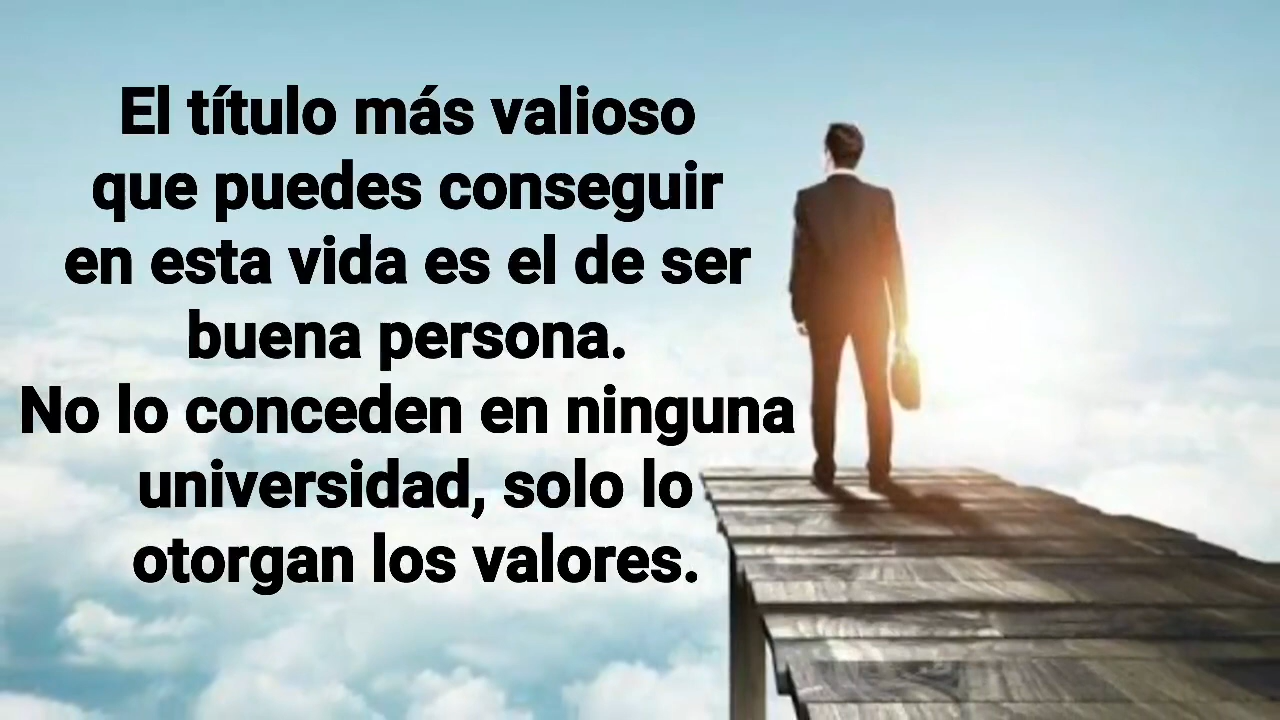 El título más valioso
que puedes conseguir
en esta vida es el de ser
buena persona.
No lo conceden en ninguna
universidad, solo lo
otorgan los valores.